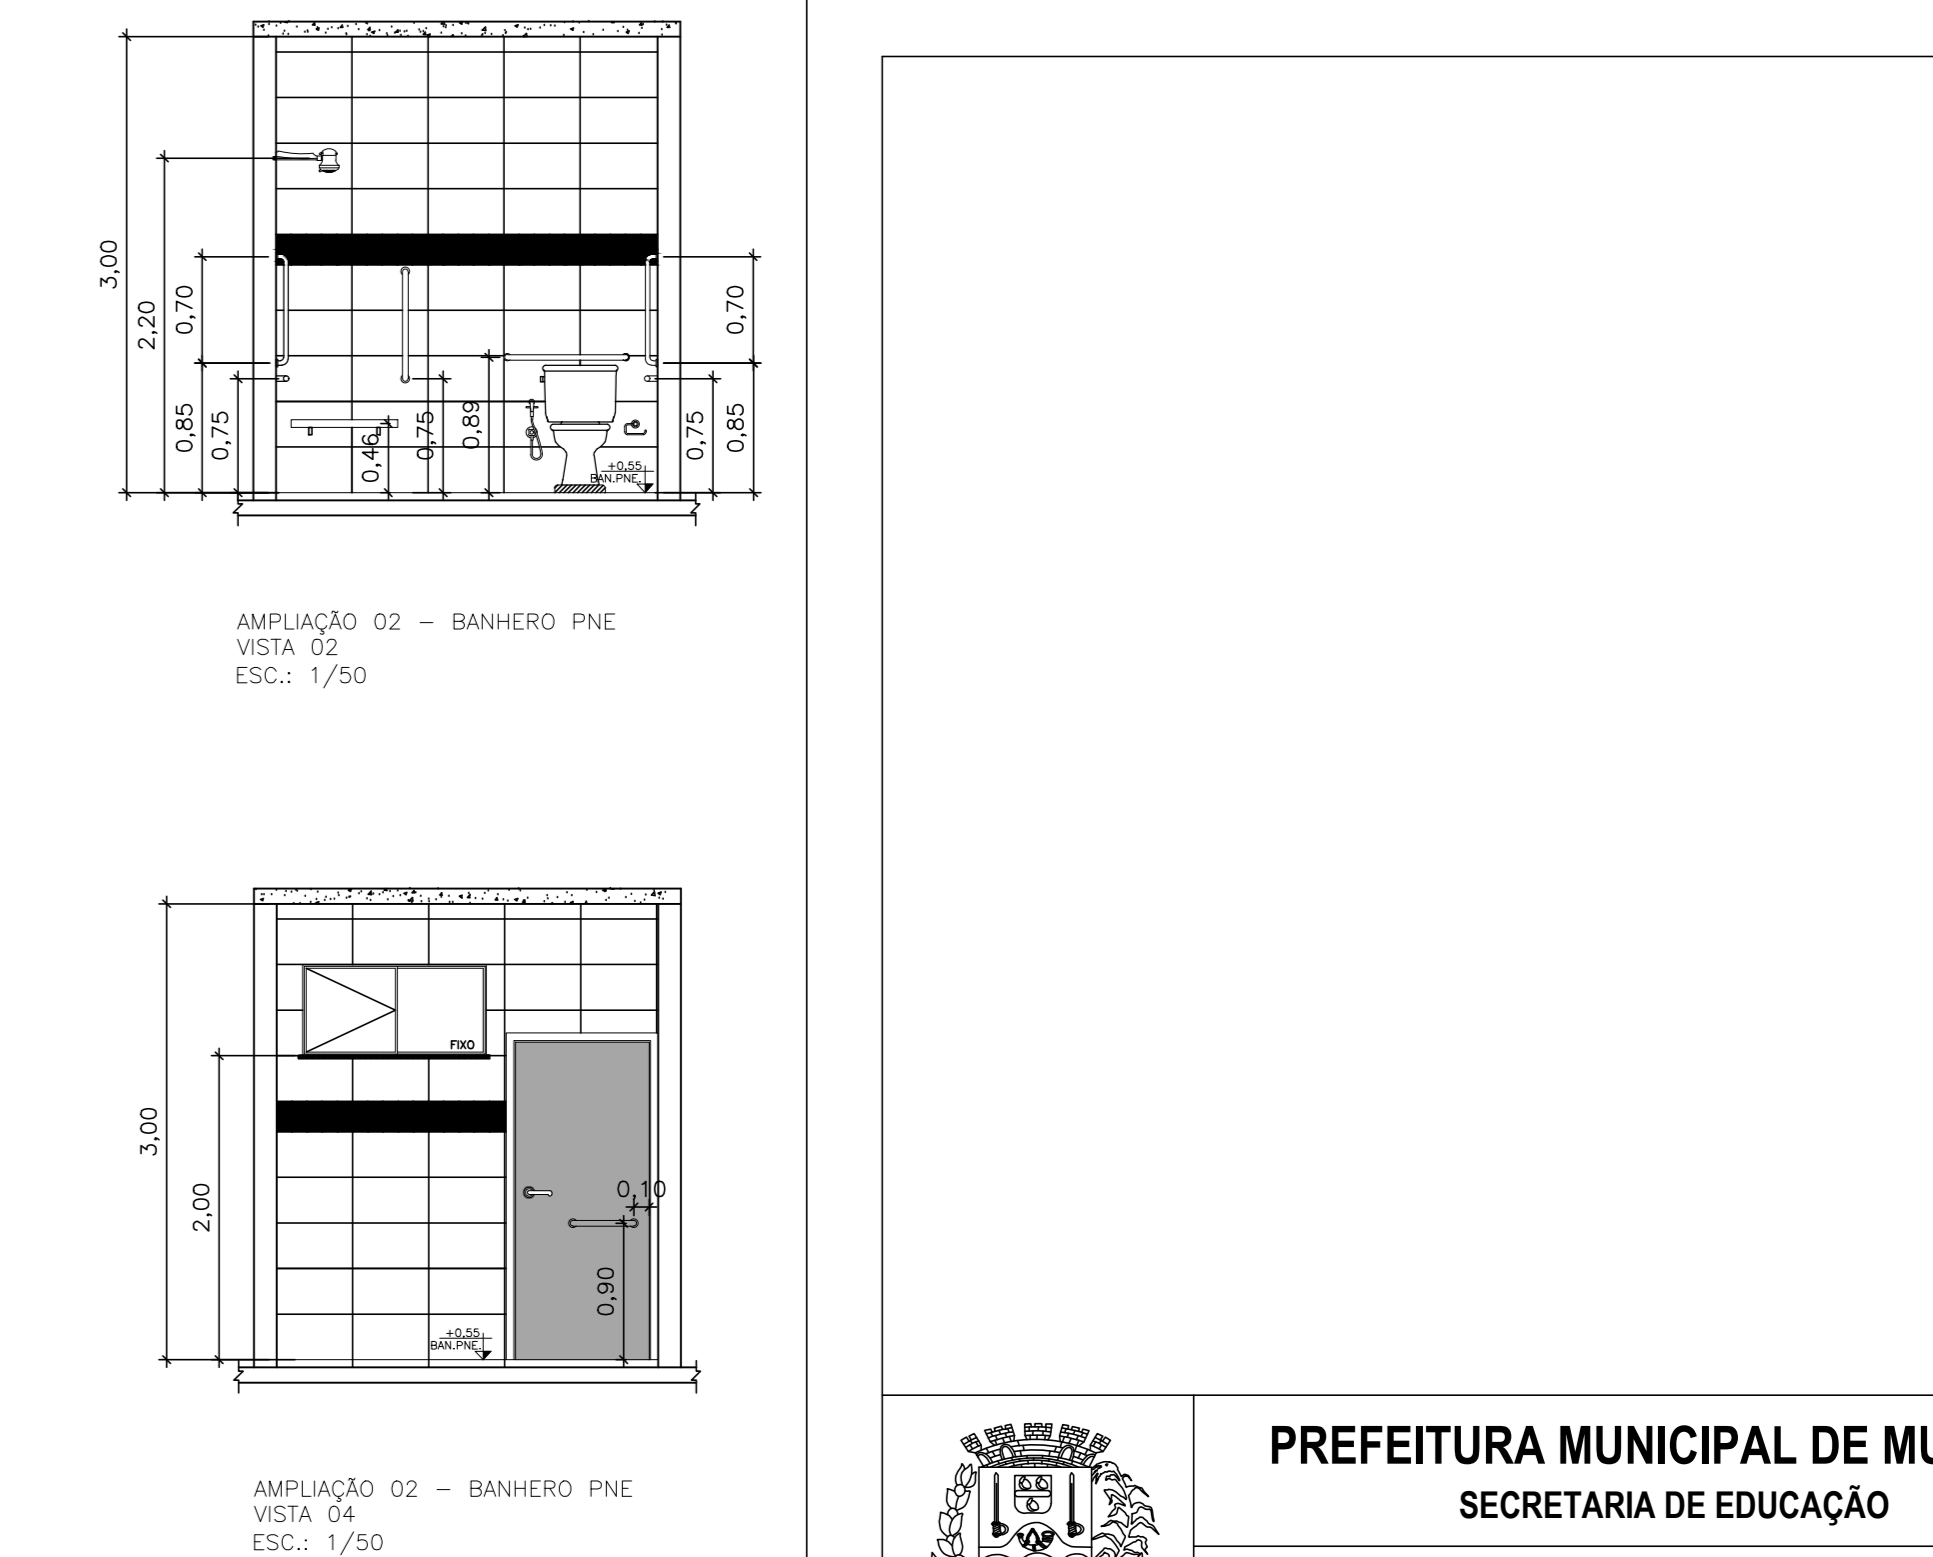 3,00
2,20
0,70
0,85
0,75
0,46
0,75
0,89
0,70
0,75
0,85
+0,55
BAN.PNE.
AMPLIAÇÃO 02 – BANHERO PNE
VISTA 02
ESC.: 1/50
FIXO
3,00
2,00
0,10
0,90
+0,55
BAN.PNE.
AMPLIAÇÃO 02 – BANHERO PNE
VISTA 04
ESC.: 1/50
PREFEITURA MUNICIPAL DE MU
SECRETARIA DE EDUCAÇÃO